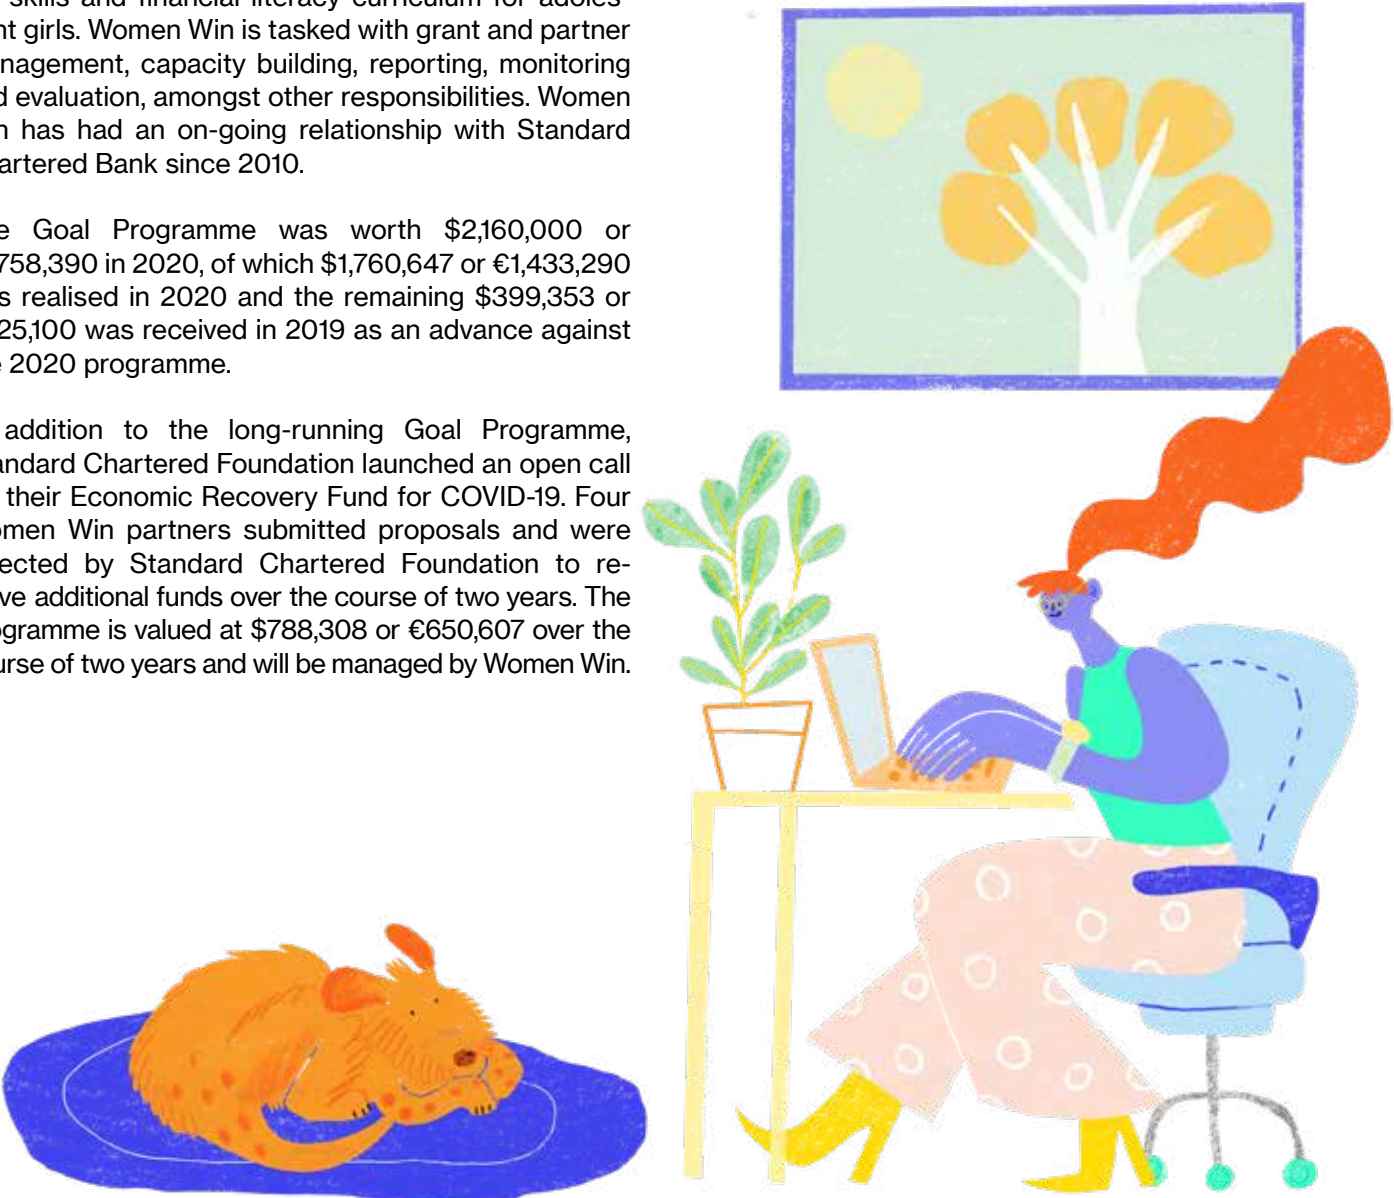 skills and financial literacy curriculum for adoles-
nt girls. Women Win is tasked with grant and partner
nagement, capacity building, reporting, monitoring
d evaluation, amongst other responsibilities. Women
n has had an on-going relationship with Standard
artered Bank since 2010.
e Goal Programme was worth $2,160,000 or
758,390 in 2020, of which $1,760,647 or €1,433,290
s realised in 2020 and the remaining $399,353 or
25,100 was received in 2019 as an advance against
e 2020 programme.
addition to the long-running Goal Programme,
andard Chartered Foundation launched an open call
their Economic Recovery Fund for COVID-19. Four
omen Win partners submitted proposals and were
lected by Standard Chartered Foundation to re-
ive additional funds over the course of two years. The
ogramme is valued at $788,308 or €650,607 over the
urse of two years and will be managed by Women Win.